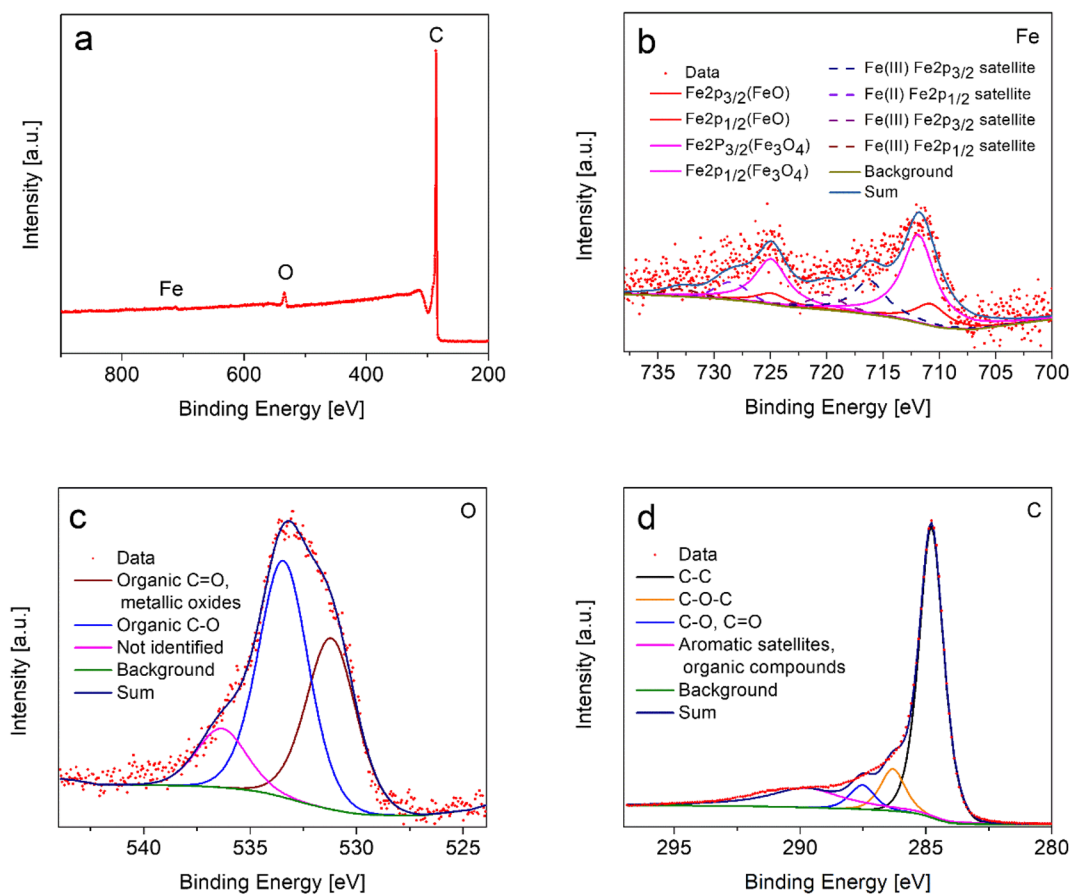 a
C
O
Fe
Intensity [a.u.]
800 600 400 200
Binding Energy [eV]
b
Fe
Data
Fe2p3/2(FeO)
Fe2p1/2(FeO)
Fe2P3/2(Fe3O4)
Fe2p1/2(Fe3O4)
Fe(III) Fe2p3/2 satellite
Fe(II) Fe2p1/2 satellite
Fe(III) Fe2p3/2 satellite
Fe(III) Fe2p1/2 satellite
Background
Sum
Intensity [a.u.]
735 730 725 720 715 710 705 700
Binding Energy [eV]
c
O
Data
Organic C=O,
metallic oxides
Organic C-O
Not identified
Background
Sum
Intensity [a.u.]
540 535 530 525
Binding Energy [eV]
d
C
Data
C-C
C-O-C
C-O, C=O
Aromatic satellites,
organic compounds
Background
Sum
Intensity [a.u.]
295 290 285 280
Binding Energy [eV]